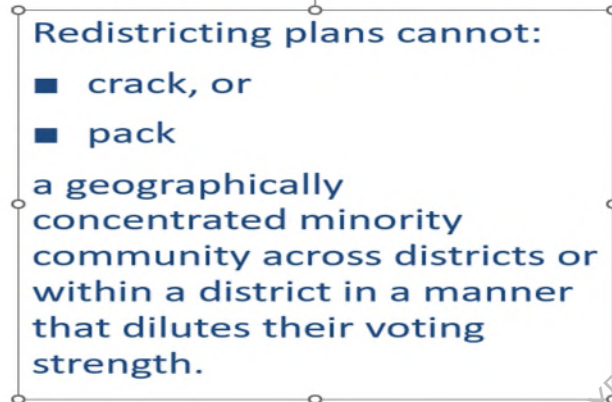 Redistricting plans cannot:
■ crack, or
■ pack
a geographically
concentrated minority
community across districts or
within a district in a manner
that dilutes their voting
strength.